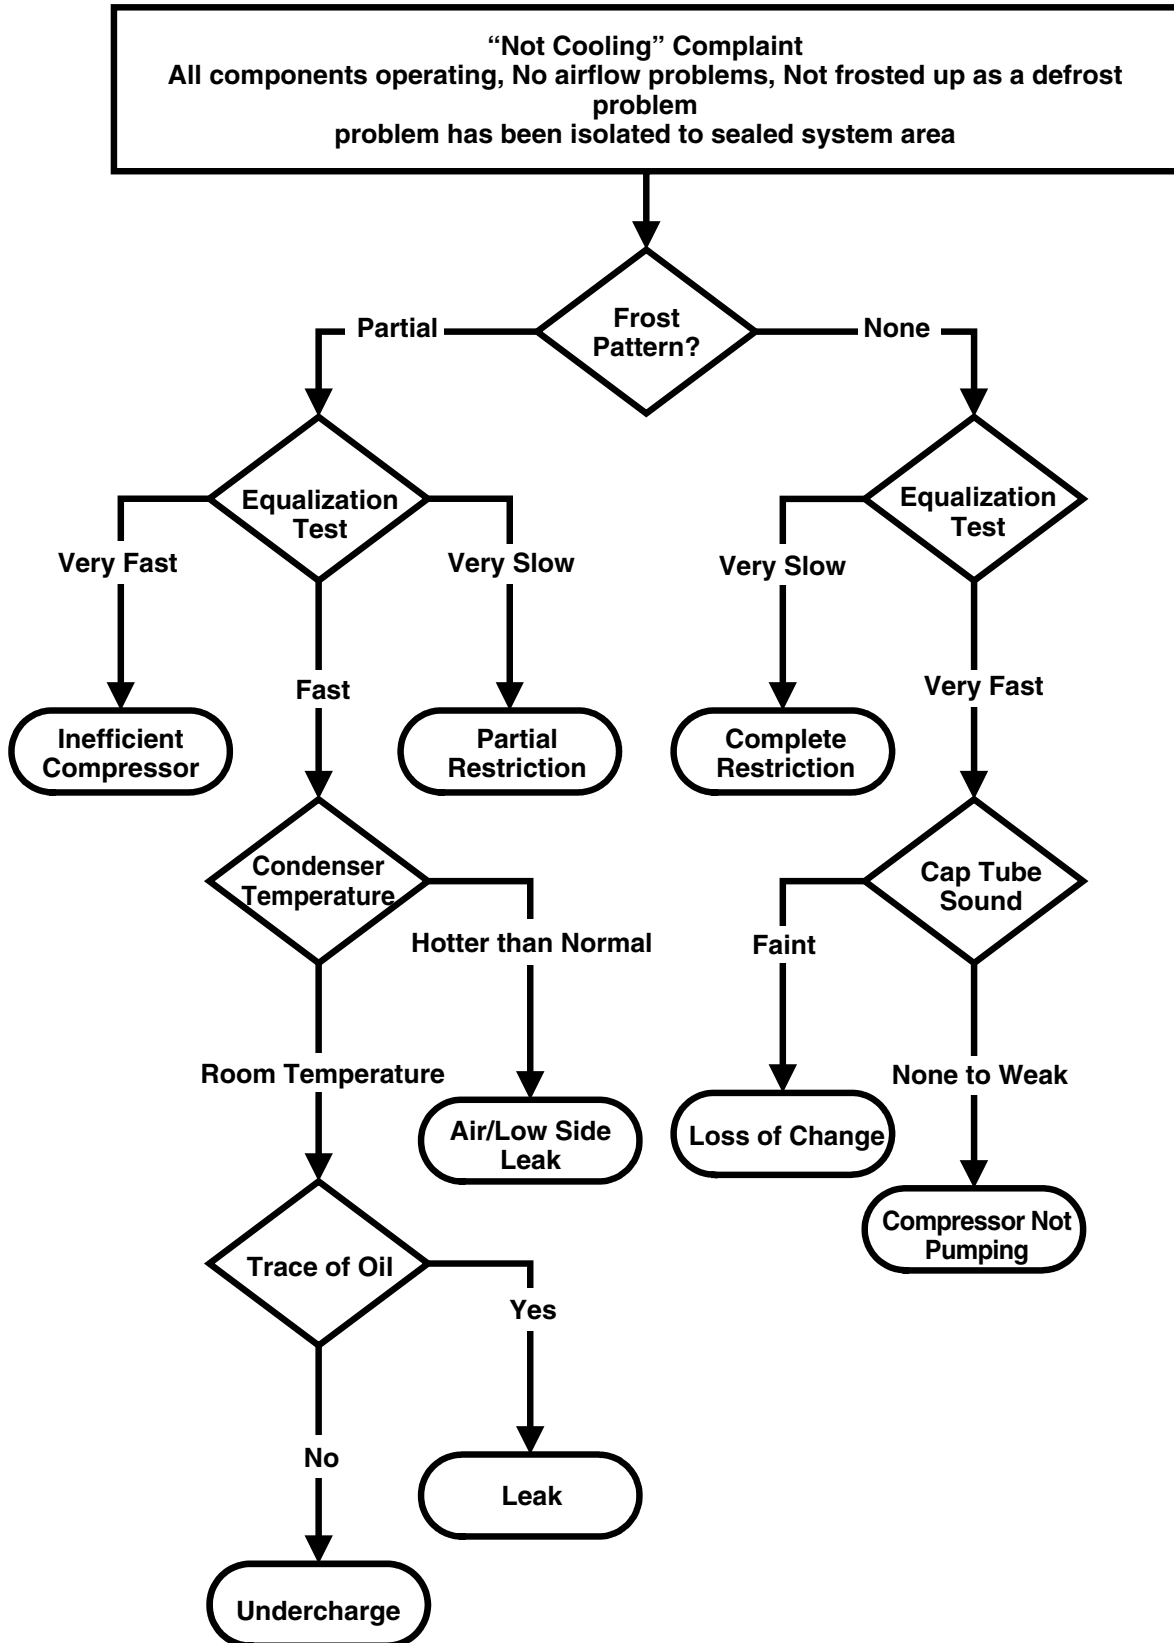 “Not Cooling” Complaint
All components operating, No airflow problems, Not frosted up as a defrost
problem
problem has been isolated to sealed system area
Frost
Pattern?
Partial
None
Equalization
Test
Equalization
Test
Very Fast
Very Slow
Very Slow
Fast
Very Fast
Inefficient
Compressor
Partial
Restriction
Complete
Restriction
Condenser
Temperature
Cap Tube
Sound
Hotter than Normal
Faint
Room Temperature
None to Weak
Air/Low Side
Leak
Loss of Change
Compressor Not
Pumping
Trace of Oil
Yes
No
Leak
Undercharge